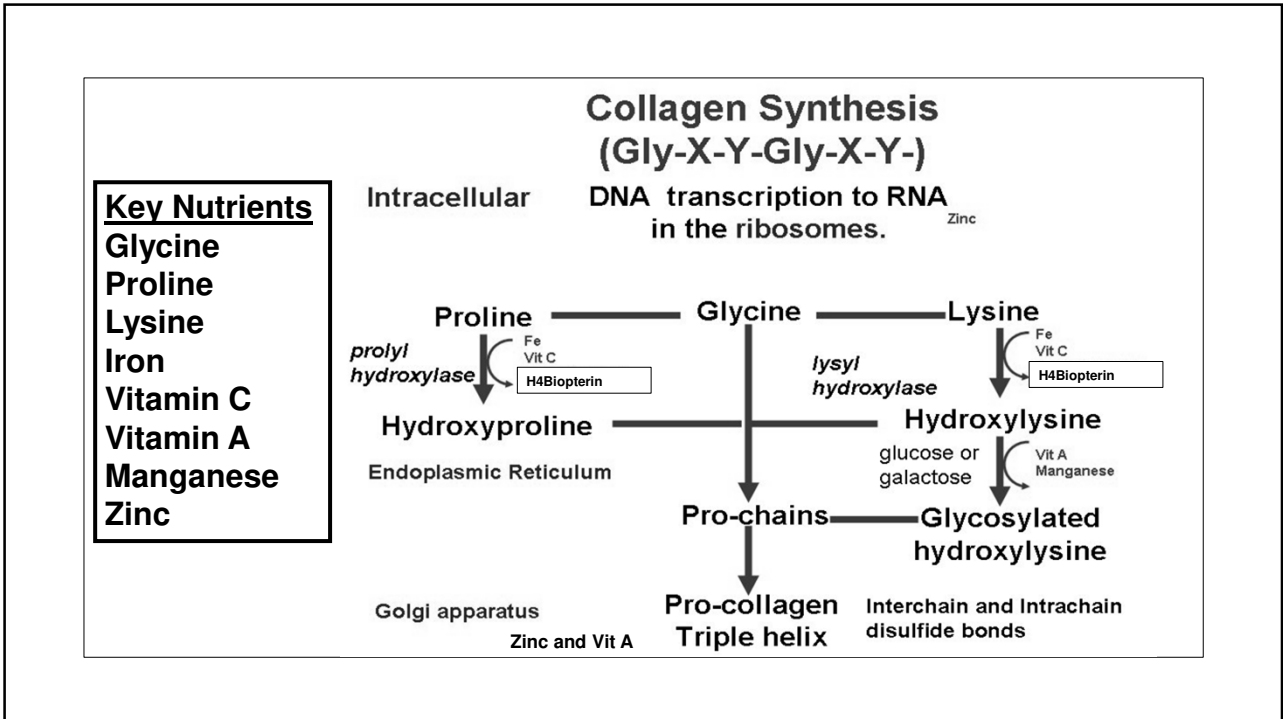 Collagen Synthesis
(Gly-X-Y-Gly-X-Y-)
Key Nutrients
Glycine
Proline
Lysine
Iron
Vitamin C
Vitamin A
Manganese
Zinc
Intracellular
DNA transcription to RNA
in the ribosomes.
Zinc
Proline
Glycine
Lysine
prolyl
hydroxylase
Fe
Vit C
H4Biopterin
lysyl
hydroxylase
Fe
Vit C
H4Biopterin
Hydroxyproline
Hydroxylysine
Endoplasmic Reticulum
glucose or
galactose
Vit A
Manganese
Pro-chains
Glycosylated
hydroxylysine
Golgi apparatus
Zinc and Vit A
Pro-collagen
Triple helix
Interchain and Intrachain
disulfide bonds